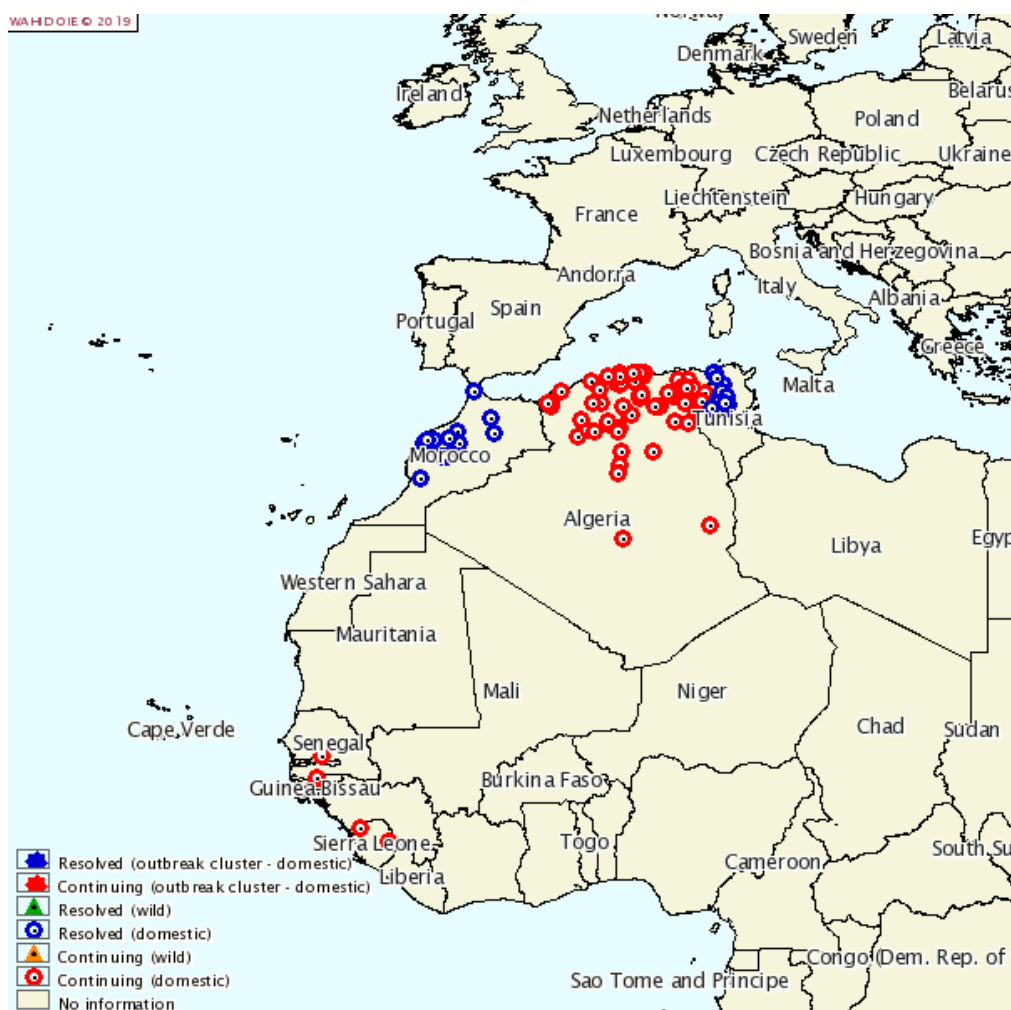 WAHDOIE © 2019
Norway
Sweden
Latvia
Denmark
Ireland
Belarus
Netherlands
Poland
Luxembourg
Czech Republic
Ukraine
Liechtenstein
Hungary
France
Bosnia and Herzegovina
Andorra
Italy
Spain
Albania
Portugal
Greece
Malta
Tunisia
Morocco
Algeria
Libya
Egyp
Western Sahara
Mauritania
Mali
Niger
Chad
Sudan
Cape Verde
Senegal
Guinea Bissau
Burkina Faso
Sierra Leone
Togo
South Su
Cameroon
Liberia
Congo (Dem. Rep. of
Sao Tome and Principe
Resolved (outbreak cluster - domestic)
Continuing (outbreak cluster - domestic)
Resolved (wild)
Resolved (domestic)
Continuing (wild)
Continuing (domestic)
No information